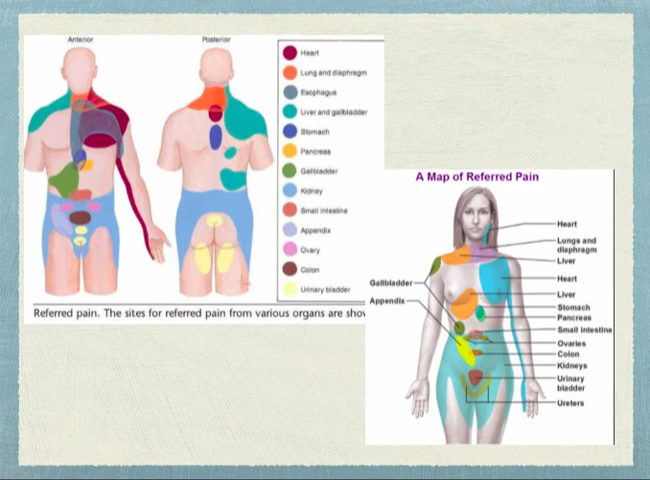 Anterior
Posterior
Heart
Lung and diaphragm
Esophague
Liver and gallbladder
Stomach
Pancreas
Gallbladder
Kidney
Small intestine
Appendix
Ovary
Colon
Urinary bladder
Referred pain. The sites for referred pain from various organs are show
A Map of Referred Pain
Heart
Lungs and
diaphragm
Liver
Heart
Liver
Stomach
Pancreas
Small intestine
Ovaries
Colon
Kidneys
Urinary
bladder
Ureters
Gallbladder
Appendix